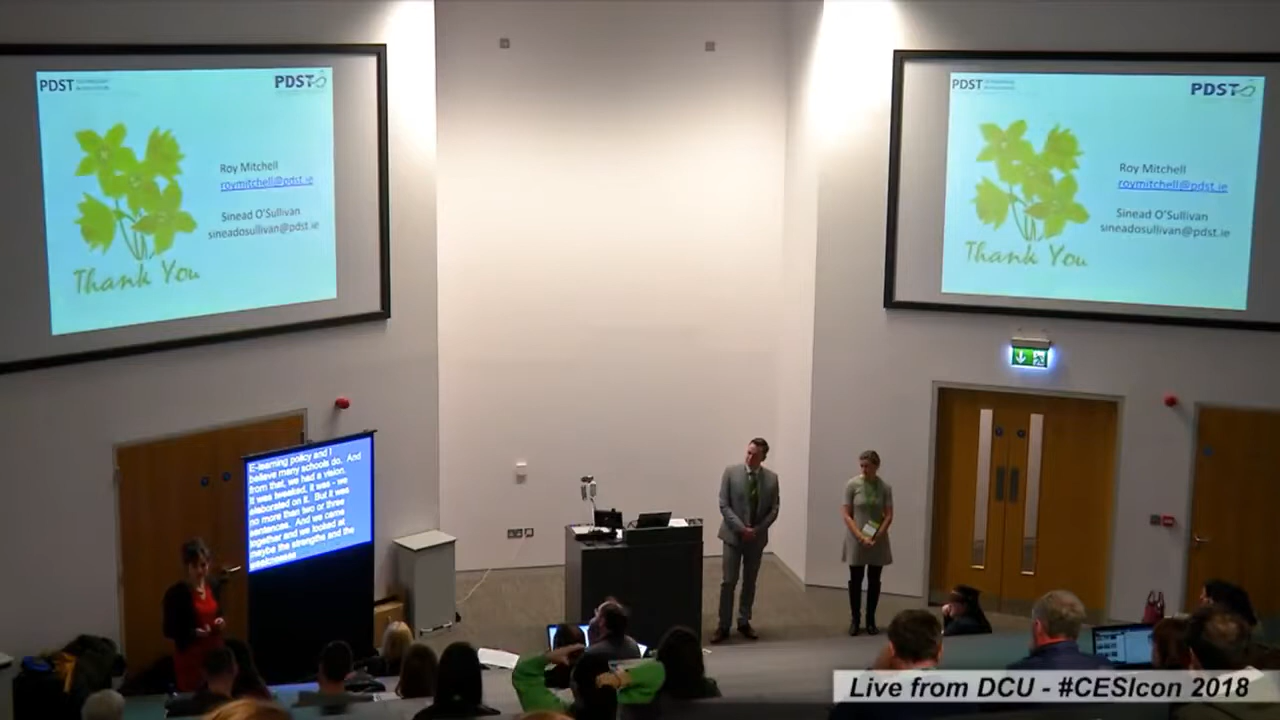 PDST
PDST
Roy Mitchell
roymitchell@pdst.ie
Sinead O'Sullivan
sineadosullivan@pdst.ie
Thank You
PDST
PDST
Roy Mitchell
roymitchell@pdst.ie
Sinead O'Sullivan
sineadosullivan@pdst.ie
Thank You
E-learning policy and I
believe many schools do. And
from that, we had a vision.
It was tweaked, it was - we
elaborated on it. But it was
no more than two or three
sentences. And we came
together and we looked at
maybe the strengths and the
weaknesses
Live from DCU - #CESIcon 2018